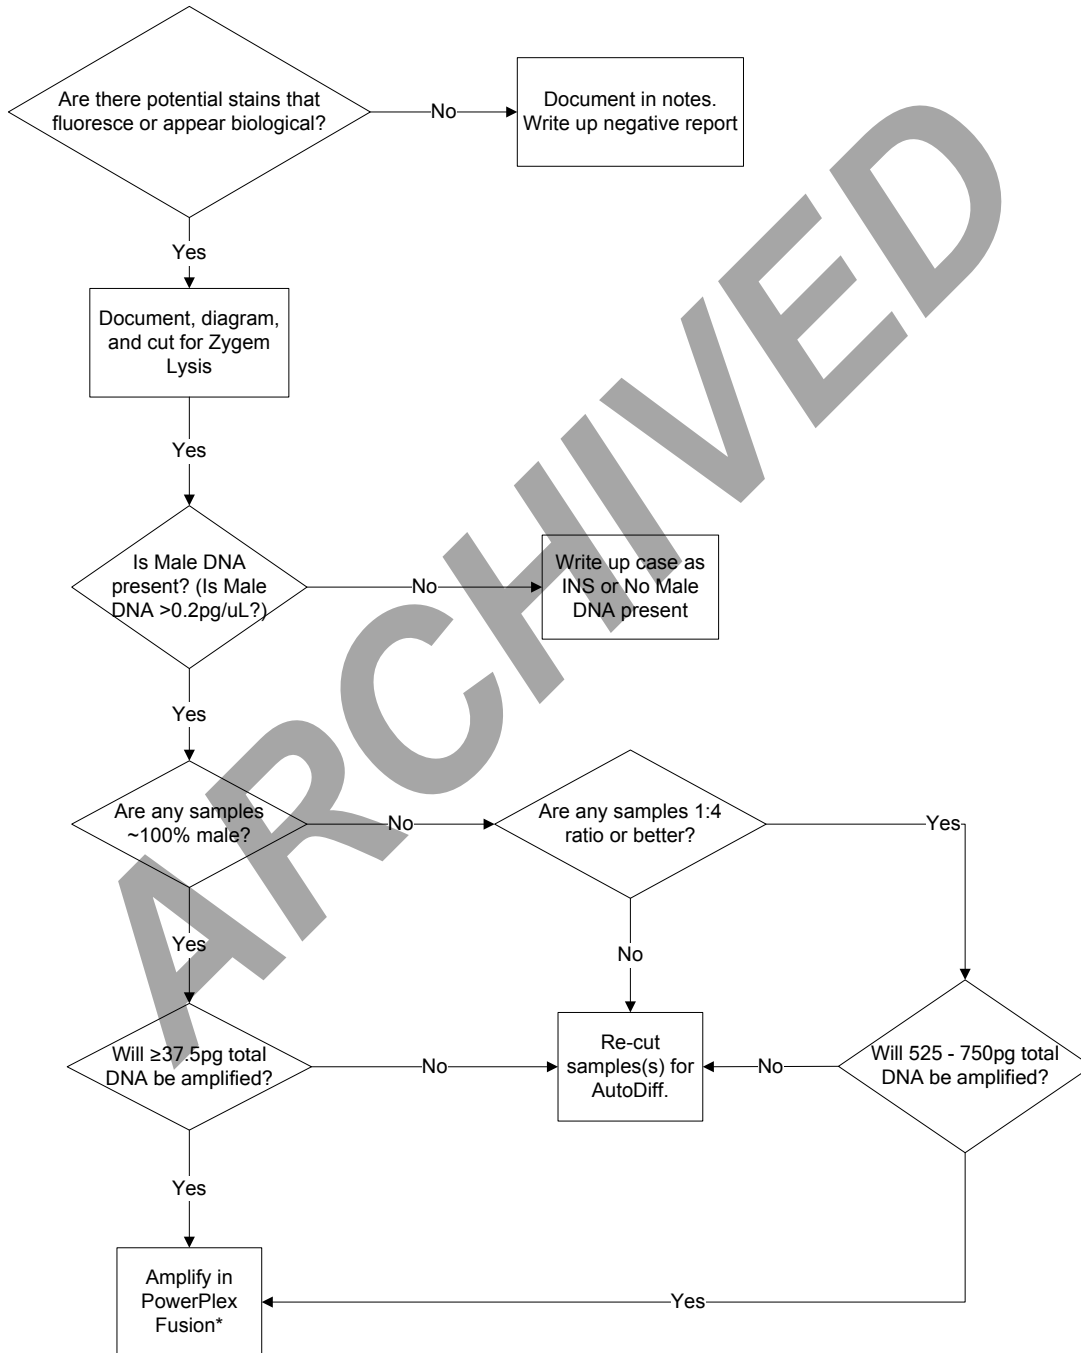 Are there potential stains that
fluoresce or appear biological?
No
Document in notes.
Write up negative report
Yes
Document, diagram,
and cut for Zygem
Lysis
Yes
Is Male DNA
present? (Is Male
DNA >0.2pg/uL?)
No
Write up case as
INS or No Male
DNA present
Yes
Are any samples
~100% male?
No
Are any samples 1:4
ratio or better?
Yes
Yes
No
Will ≥37.5pg total
DNA be amplified?
No
Re-cut
samples(s) for
AutoDiff.
No
Will 525 - 750pg total
DNA be amplified?
Yes
Amplify in
PowerPlex
Fusion*
Yes
ARCHIVED